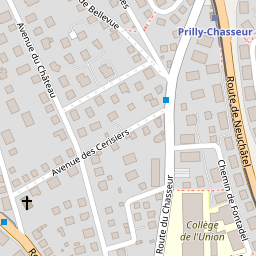 de Bellevue
Prilly-Chasseur
Avenue du Château
Route de Neuchâtel
Avenue des Cerisiers
Chemin de Fontadel
Route du Chasseur
Collège
de l'Union